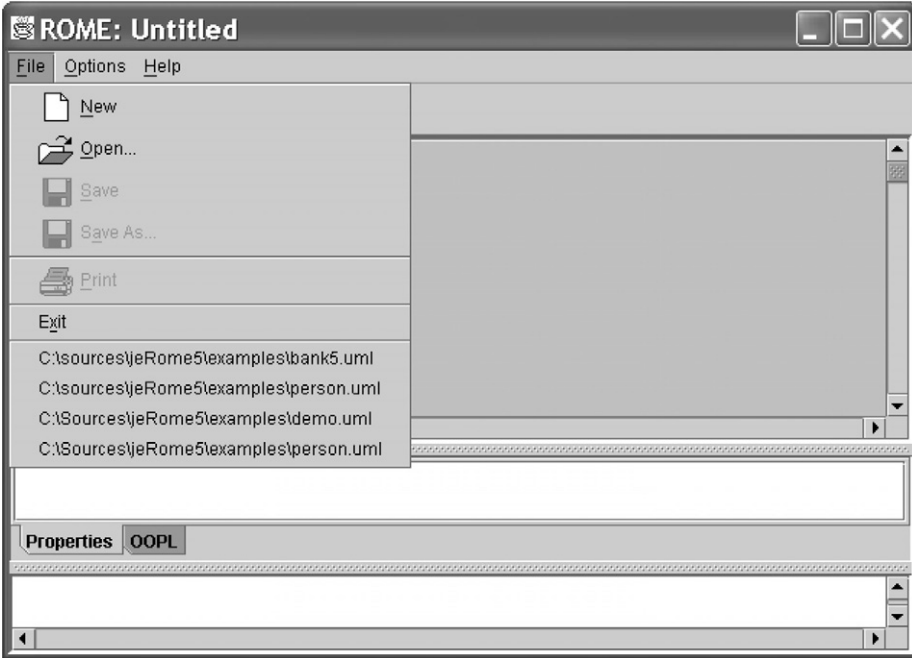 ROME: Untitled
File Options Help
New
Open...
Save
Save As...
Print
Exit
C:\sources\jeRome5\examples\bank5.uml
C:\sources\jeRome5\examples\person.uml
C:\Sources\jeRome5\examples\demo.uml
C:\Sources\jeRome5\examples\person.uml
Properties OOPL